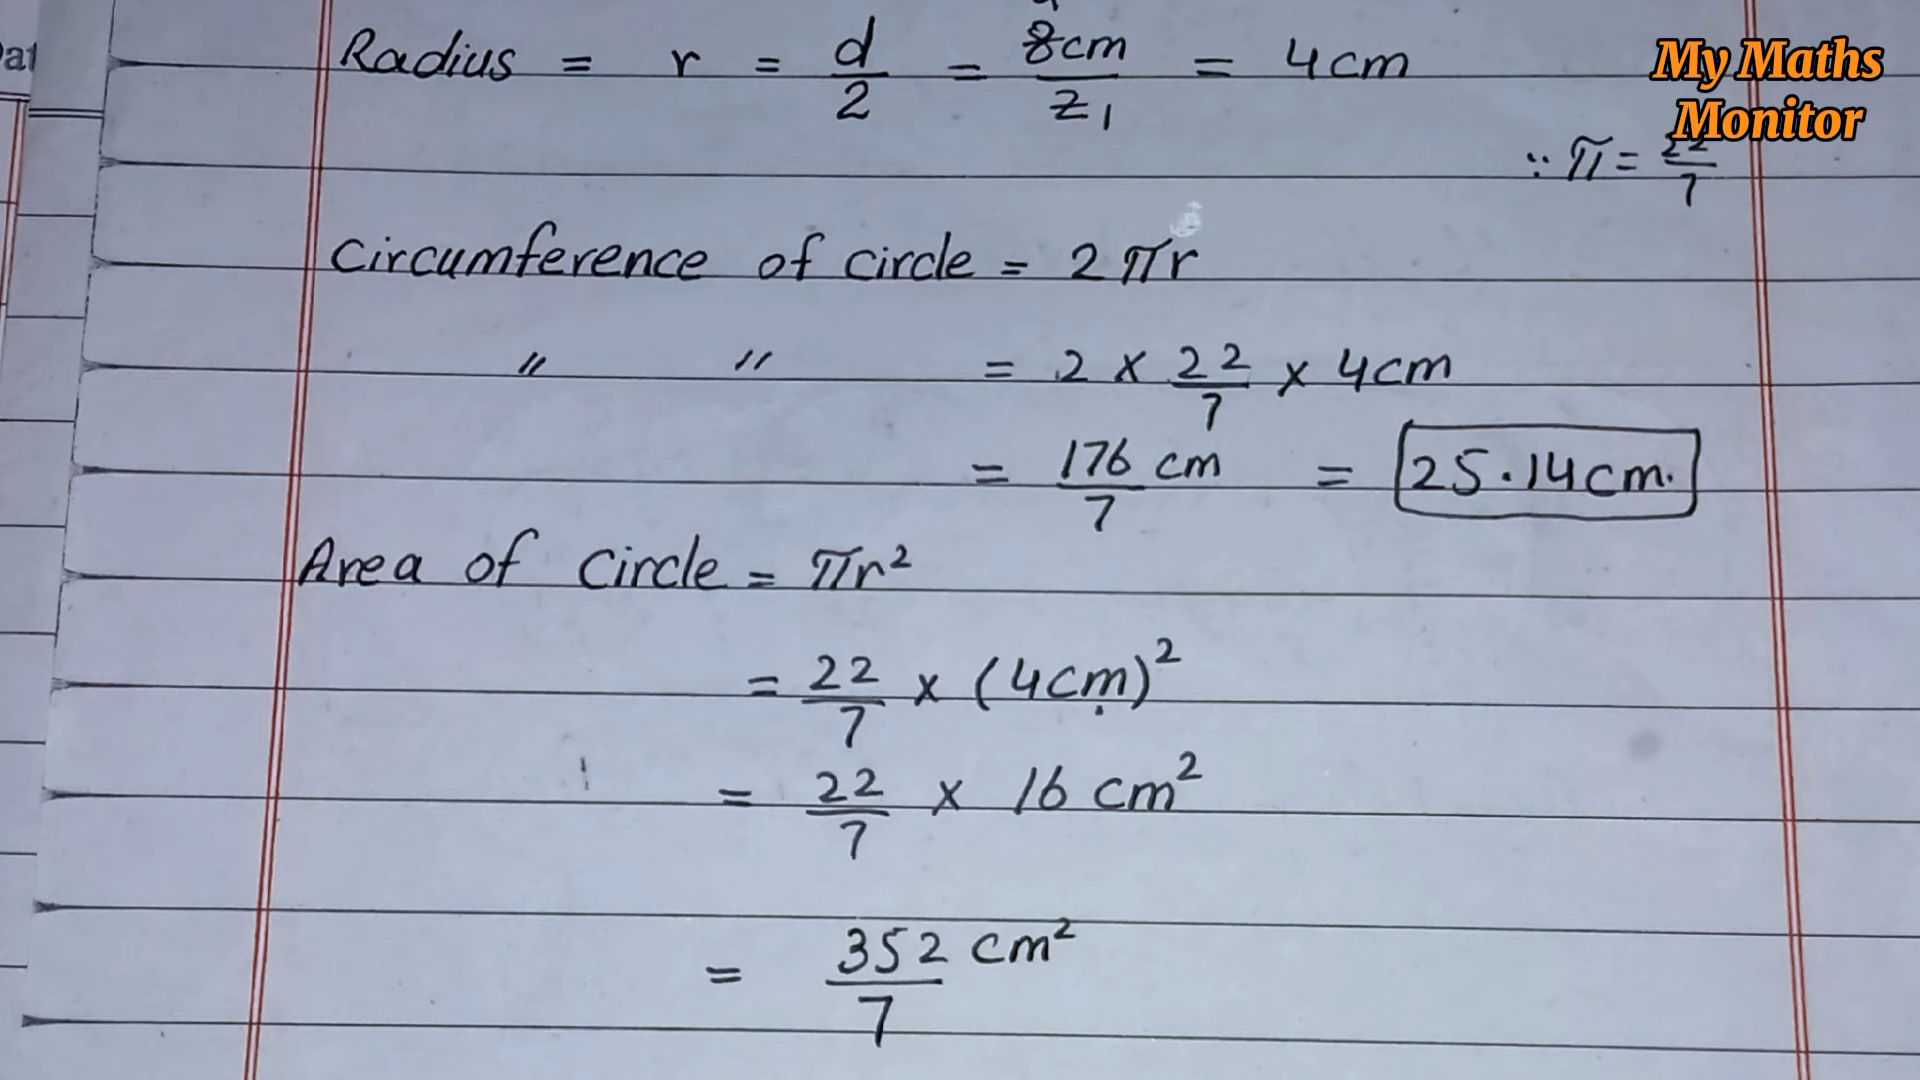 Dat
Radius = r = d/2 = 8cm/2 1 = 4cm
My Maths
Monitor
∵ π = 22/7
Circumference of circle = 2πr
〃 〃 = 2 × 22/7 × 4cm
= 176 cm/7 = 25.14cm.
Area of Circle = πr²
= 22/7 × (4cm)²
= 22/7 × 16 cm²
= 352 cm²/7